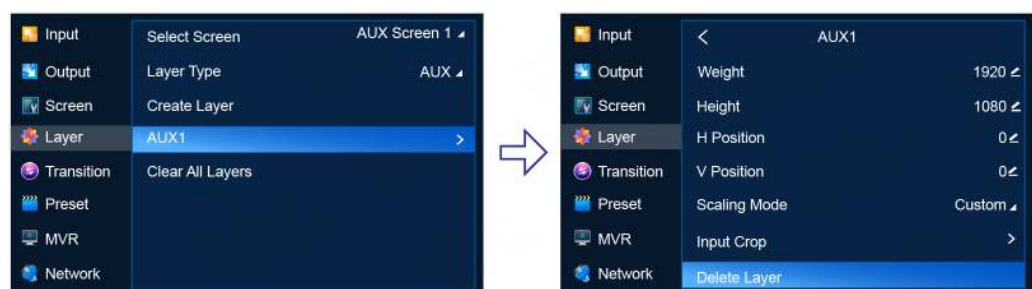 Input
Output
Screen
Layer
Transition
Preset
MVR
Network
Select Screen AUX Screen 1
Layer Type AUX
Create Layer
AUX1 >
Clear All Layers
Input
Output
Screen
Layer
Transition
Preset
MVR
Network
< AUX1
Weight 1920
Height 1080
H Position 0
V Position 0
Scaling Mode Custom
Input Crop >
Delete Layer